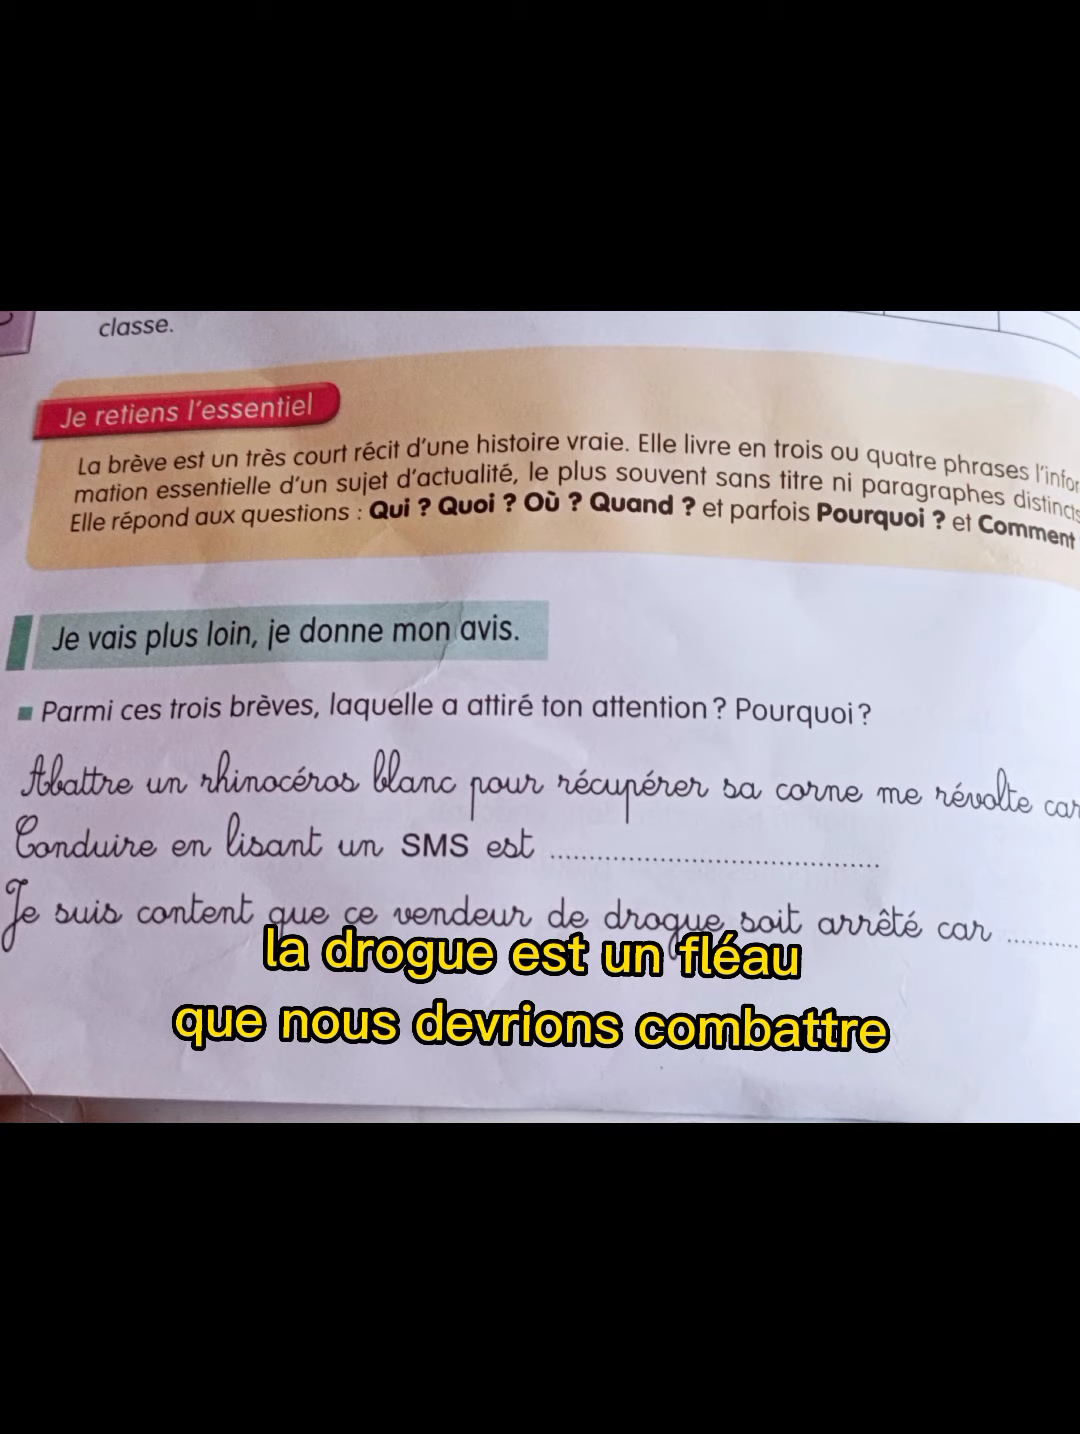 classe.
Je retiens l'essentiel
La brève est un très court récit d'une histoire vraie. Elle livre en trois ou quatre phrases l'infor
mation essentielle d'un sujet d'actualité, le plus souvent sans titre ni paragraphes distincts
Elle répond aux questions : Qui ? Quoi ? Où ? Quand ? et parfois Pourquoi ? et Comment
Je vais plus loin, je donne mon avis.
Parmi ces trois brèves, laquelle a attiré ton attention ? Pourquoi ?
Abattre un rhinocéros blanc pour récupérer sa corne me révolte car
Conduire en lisant un SMS est ........................................
Je suis content que ce vendeur de drogue soit arrêté car ..........
la drogue est un fléau
que nous devrions combattre